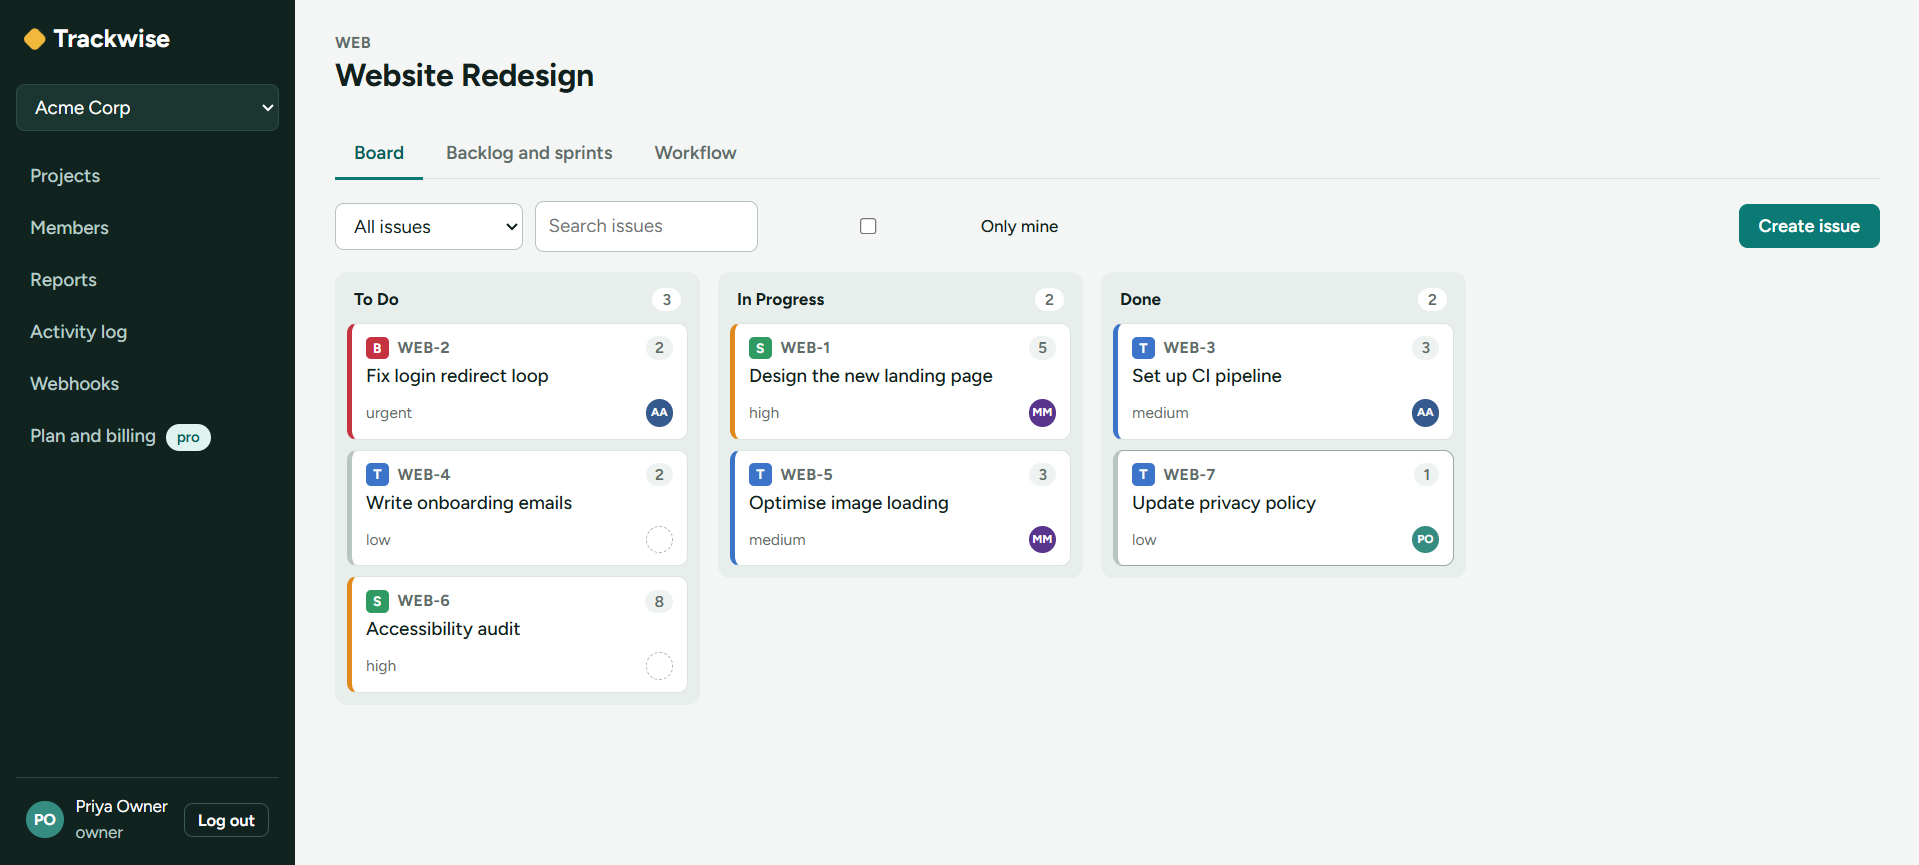 Trackwise
Acme Corp
Projects
Members
Reports
Activity log
Webhooks
Plan and billing pro
PO
Priya Owner
owner
Log out
WEB
Website Redesign
Board Backlog and sprints Workflow
All issues Search issues Only mine Create issue
To Do 3
B WEB-2 2
Fix login redirect loop
urgent AA
T WEB-4 2
Write onboarding emails
low
S WEB-6 8
Accessibility audit
high
In Progress 2
S WEB-1 5
Design the new landing page
high MM
T WEB-5 3
Optimise image loading
medium MM
Done 2
T WEB-3 3
Set up CI pipeline
medium AA
T WEB-7 1
Update privacy policy
low PO